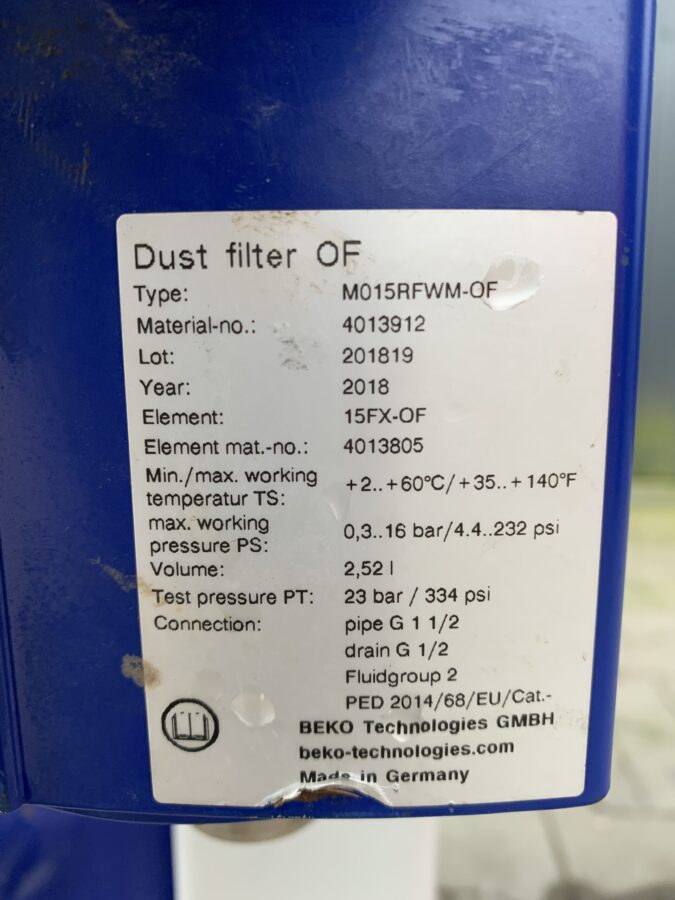 Dust filter OF
Type: M015RFWM-OF
Material-no.: 4013912
Lot: 201819
Year: 2018
Element: 15FX-OF
Element mat.-no.: 4013805
Min./max. working
temperatur TS: +2..+60°C/+35..+140°F
max. working
pressure PS: 0,3..16 bar/4.4..232 psi
Volume: 2,52 l
Test pressure PT: 23 bar / 334 psi
Connection: pipe G 1 1/2
drain G 1/2
Fluidgroup 2
PED 2014/68/EU/Cat.-
BEKO Technologies GMBH
beko-technologies.com
Made in Germany